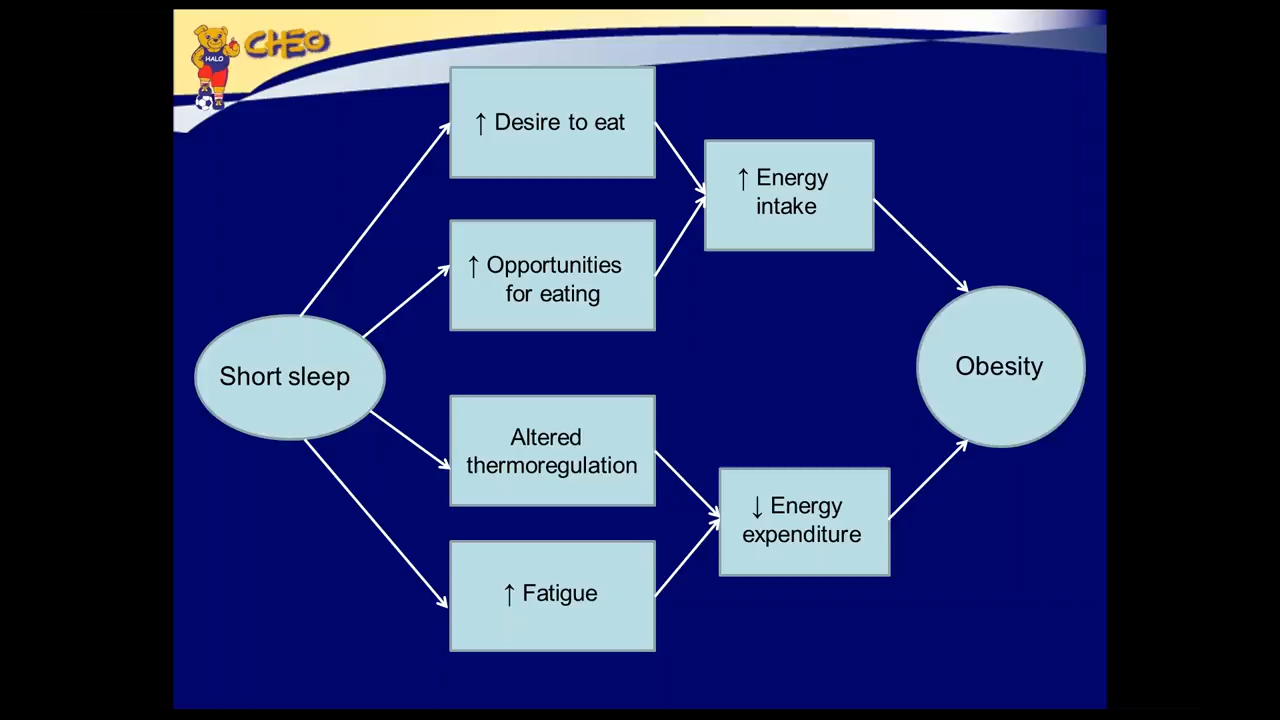 CHEO
HALO
↑ Desire to eat
↑ Opportunities
for eating
↑ Energy
intake
Short sleep
Obesity
Altered
thermoregulation
↓ Energy
expenditure
↑ Fatigue